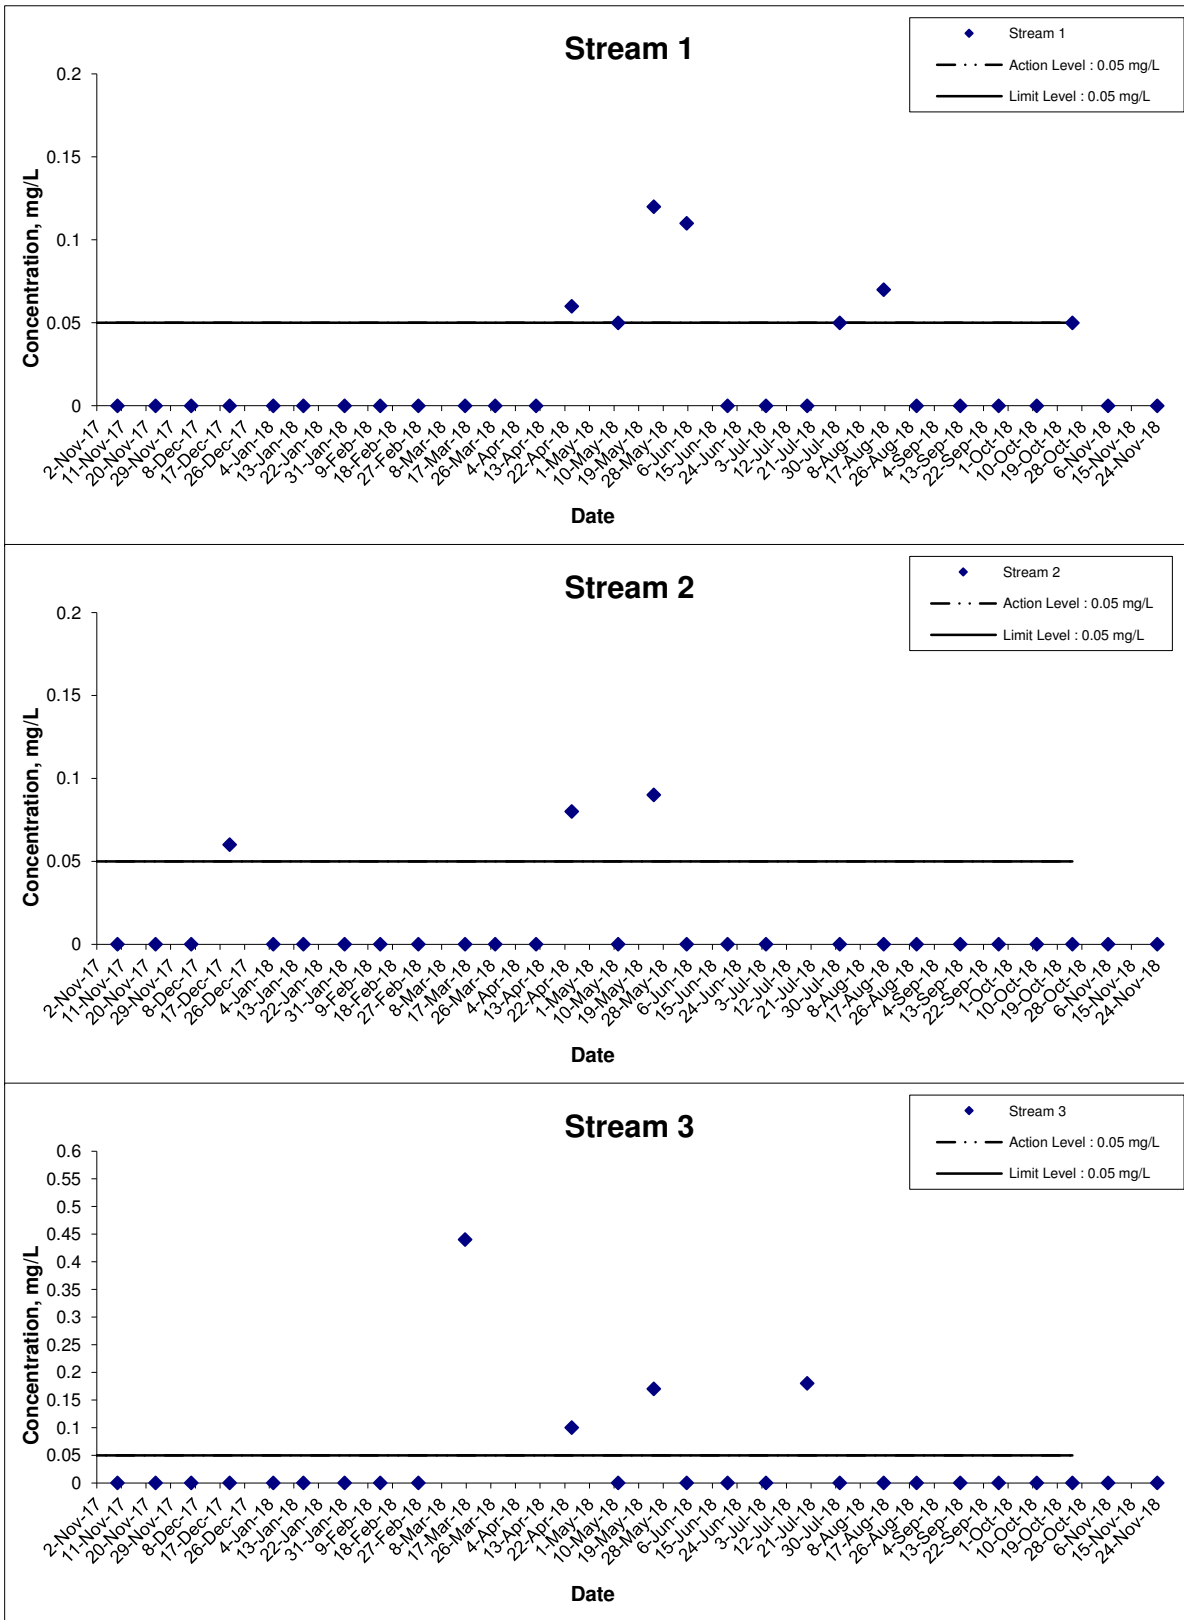 Stream 1
Stream 1
Action Level : 0.05 mg/L
Limit Level : 0.05 mg/L
Concentration, mg/L
0.2
0.15
0.1
0.05
0
2-Nov-17
11-Nov-17
20-Nov-17
29-Nov-17
8-Dec-17
17-Dec-17
26-Dec-17
4-Jan-18
13-Jan-18
22-Jan-18
31-Jan-18
9-Feb-18
18-Feb-18
27-Feb-18
8-Mar-18
17-Mar-18
26-Mar-18
4-Apr-18
13-Apr-18
22-Apr-18
1-May-18
10-May-18
19-May-18
28-May-18
6-Jun-18
15-Jun-18
24-Jun-18
3-Jul-18
12-Jul-18
21-Jul-18
30-Jul-18
8-Aug-18
17-Aug-18
26-Aug-18
4-Sep-18
13-Sep-18
22-Sep-18
1-Oct-18
10-Oct-18
19-Oct-18
28-Oct-18
6-Nov-18
15-Nov-18
24-Nov-18
Date
Stream 2
Stream 2
Action Level : 0.05 mg/L
Limit Level : 0.05 mg/L
Concentration, mg/L
0.2
0.15
0.1
0.05
0
2-Nov-17
11-Nov-17
20-Nov-17
29-Nov-17
8-Dec-17
17-Dec-17
26-Dec-17
4-Jan-18
13-Jan-18
22-Jan-18
31-Jan-18
9-Feb-18
18-Feb-18
27-Feb-18
8-Mar-18
17-Mar-18
26-Mar-18
4-Apr-18
13-Apr-18
22-Apr-18
1-May-18
10-May-18
19-May-18
28-May-18
6-Jun-18
15-Jun-18
24-Jun-18
3-Jul-18
12-Jul-18
21-Jul-18
30-Jul-18
8-Aug-18
17-Aug-18
26-Aug-18
4-Sep-18
13-Sep-18
22-Sep-18
1-Oct-18
10-Oct-18
19-Oct-18
28-Oct-18
6-Nov-18
15-Nov-18
24-Nov-18
Date
Stream 3
Stream 3
Action Level : 0.05 mg/L
Limit Level : 0.05 mg/L
Concentration, mg/L
0.6
0.55
0.5
0.45
0.4
0.35
0.3
0.25
0.2
0.15
0.1
0.05
0
2-Nov-17
11-Nov-17
20-Nov-17
29-Nov-17
8-Dec-17
17-Dec-17
26-Dec-17
4-Jan-18
13-Jan-18
22-Jan-18
31-Jan-18
9-Feb-18
18-Feb-18
27-Feb-18
8-Mar-18
17-Mar-18
26-Mar-18
4-Apr-18
13-Apr-18
22-Apr-18
1-May-18
10-May-18
19-May-18
28-May-18
6-Jun-18
15-Jun-18
24-Jun-18
3-Jul-18
12-Jul-18
21-Jul-18
30-Jul-18
8-Aug-18
17-Aug-18
26-Aug-18
4-Sep-18
13-Sep-18
22-Sep-18
1-Oct-18
10-Oct-18
19-Oct-18
28-Oct-18
6-Nov-18
15-Nov-18
24-Nov-18
Date